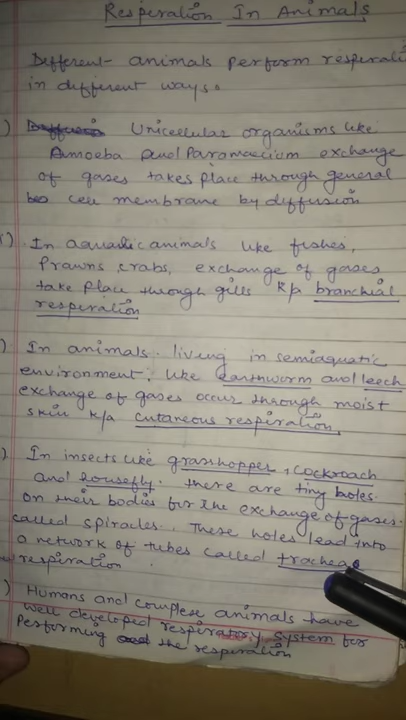 Respiration In Animals
Different- animals perform respirati
in different ways.
) Unicellular organisms like
Amoeba and Paramoecium exchange
of gases takes place through general
cell membrane by diffusion
) In aquatic animals like fishes,
Prawns, crabs, exchange of gases
take place through gills k/a branchial
respiration
) In animals living in semiaquatic
environment, like earthworm and leech
exchange of gases occur through moist
skin k/a cutaneous respiration.
). In insects like grasshopper, cockroach
and housefly. there are tiny holes
on their bodies for the exchange of gases
called spiracles. These holes lead into
a network of tubes called trachea
respiration
) Humans and complex animals have
well developed respiratory system for
Performing the respiration